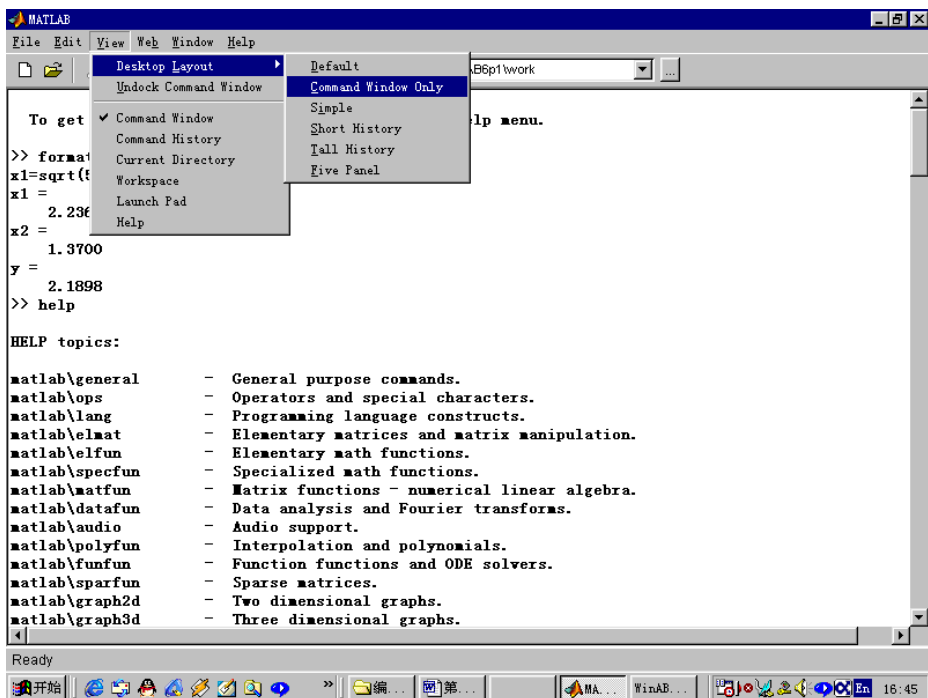 MATLAB
File Edit View Web Window Help
Desktop Layout
Undock Command Window
Command Window
Command History
Current Directory
Workspace
Launch Pad
Help
Default
Command Window Only
Simple
Short History
Tall History
Five Panel
\B6p1\work
...
To get lp menu.
>> format
x1=sqrt(5
x1 =
2.236
x2 =
1.3700
y =
2.1898
>> help
HELP topics:
matlab\general - General purpose commands.
matlab\ops - Operators and special characters.
matlab\lang - Programming language constructs.
matlab\elmat - Elementary matrices and matrix manipulation.
matlab\elfun - Elementary math functions.
matlab\specfun - Specialized math functions.
matlab\matfun - Matrix functions - numerical linear algebra.
matlab\datafun - Data analysis and Fourier transforms.
matlab\audio - Audio support.
matlab\polyfun - Interpolation and polynomials.
matlab\funfun - Function functions and ODE solvers.
matlab\sparfun - Sparse matrices.
matlab\graph2d - Two dimensional graphs.
matlab\graph3d - Three dimensional graphs.
Ready
开始 » 编... 第... MA... WinAB... En 16:45